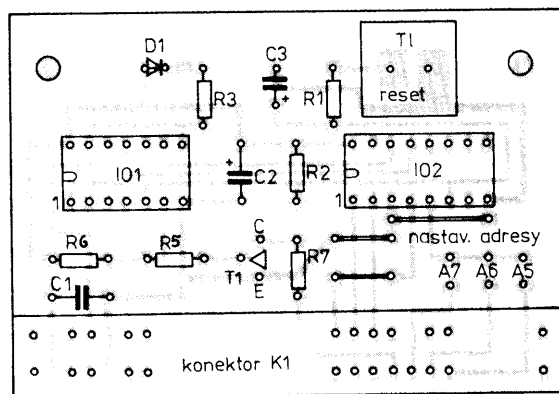 D1
C3
Tl
reset
R3
R1
IO1
1
C2
R2
IO2
1
nastav. adresy
R6
R5
C
T1
E
R7
A7 A6 A5
C1
konektor K1